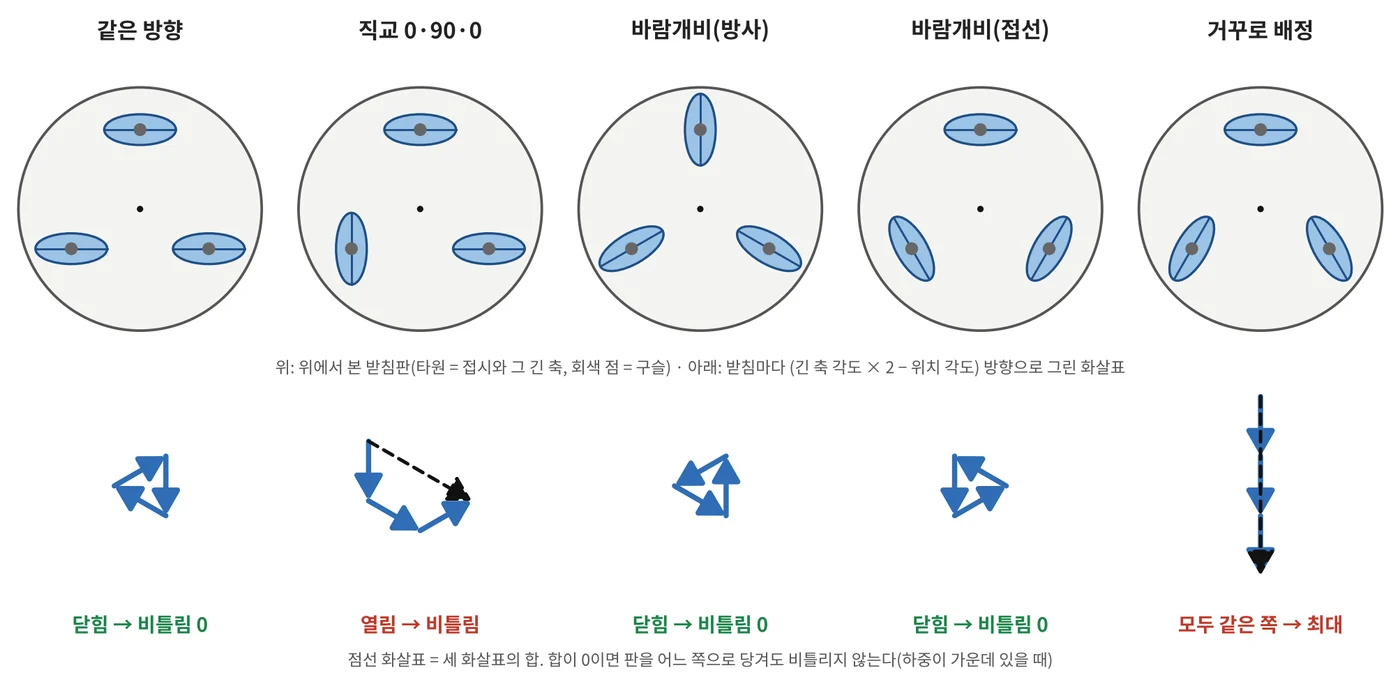 같은 방향
직교 0·90·0
바람개비(방사)
바람개비(접선)
거꾸로 배정
위: 위에서 본 받침판(타원 = 접시와 그 긴 축, 회색 점 = 구슬) · 아래: 받침마다 (긴 축 각도 × 2 − 위치 각도) 방향으로 그린 화살표
닫힘 → 비틀림 0
열림 → 비틀림
닫힘 → 비틀림 0
닫힘 → 비틀림 0
모두 같은 쪽 → 최대
점선 화살표 = 세 화살표의 합. 합이 0이면 판을 어느 쪽으로 당겨도 비틀리지 않는다(하중이 가운데 있을 때)